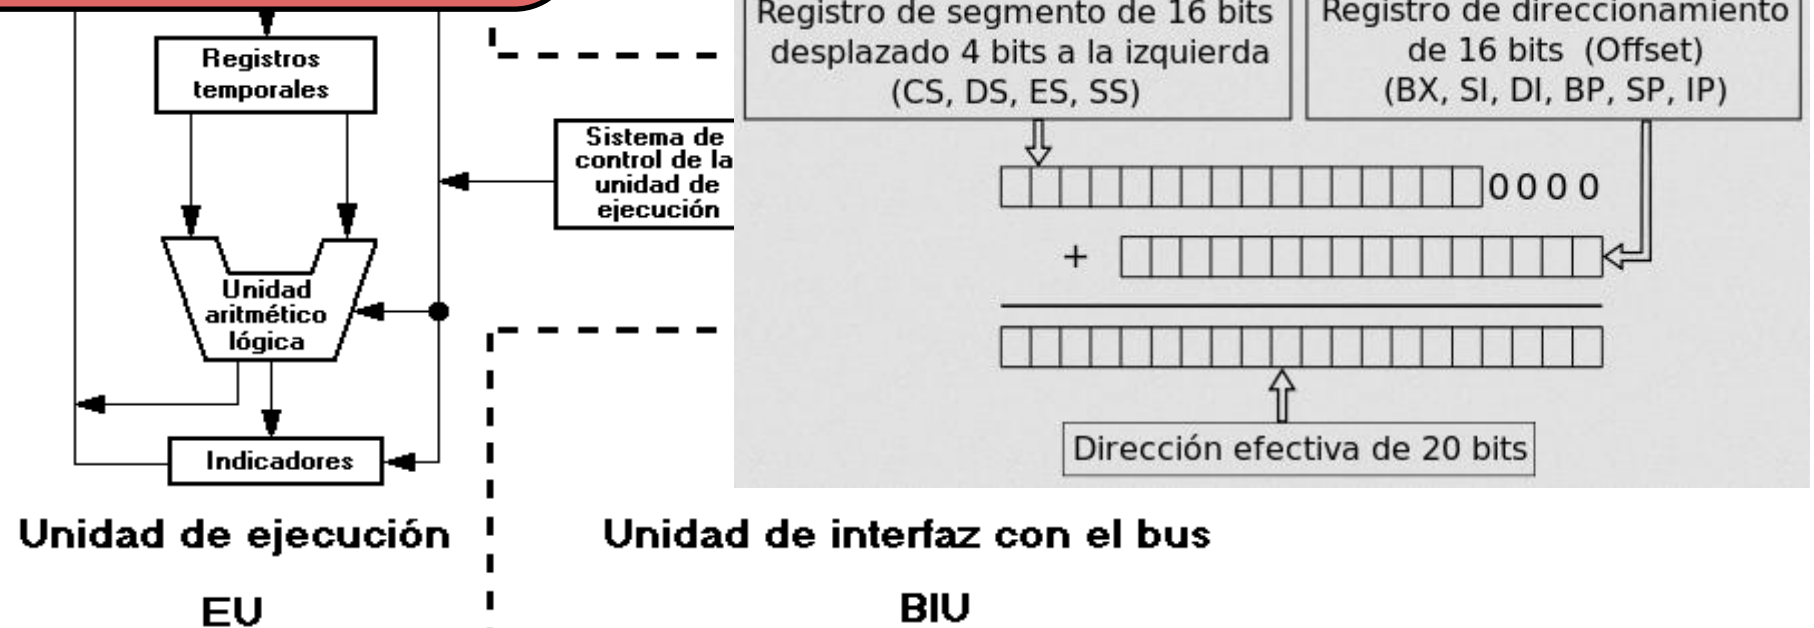 Registros
temporales
Sistema de
control de la
unidad de
ejecución
Unidad
aritmético
lógica
Indicadores
Unidad de ejecución
EU
Registro de segmento de 16 bits
desplazado 4 bits a la izquierda
(CS, DS, ES, SS)
Registro de direccionamiento
de 16 bits (Offset)
(BX, SI, DI, BP, SP, IP)
0000
+
Dirección efectiva de 20 bits
Unidad de interfaz con el bus
BIU